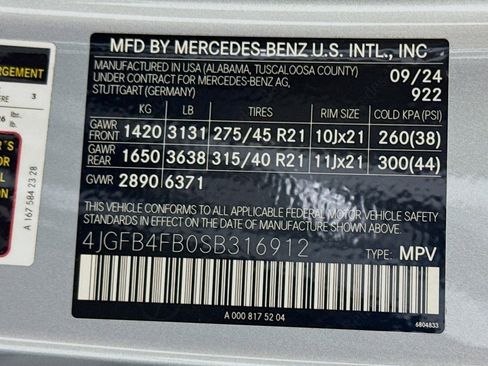 MFD BY MERCEDES-BENZ U.S. INTL., INC
MANUFACTURED IN USA (ALABAMA, TUSCALOOSA COUNTY)
UNDER CONTRACT FOR MERCEDES-BENZ AG,
STUTTGART (GERMANY)
09/24
922
KG LB TIRES RIM SIZE COLD KPA (PSI)
GAWR FRONT 1420 3131 275/45 R21 10Jx21 260(38)
GAWR REAR 1650 3638 315/40 R21 11Jx21 300(44)
GVWR 2890 6371
THIS VEHICLE CONFORMS TO ALL APPLICABLE FEDERAL MOTOR VEHICLE SAFETY
STANDARDS IN EFFECT ON THE DATE OF MANUFACTURE SHOWN ABOVE.
4JGFB4FB0SB316912 TYPE: MPV
A 000 817 52 04
6804833
A 167 584 23 28
3